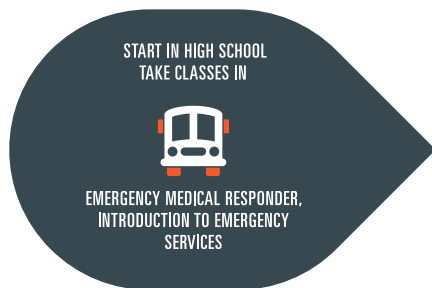 START IN HIGH SCHOOL
TAKE CLASSES IN
EMERGENCY MEDICAL RESPONDER,
INTRODUCTION TO EMERGENCY
SERVICES